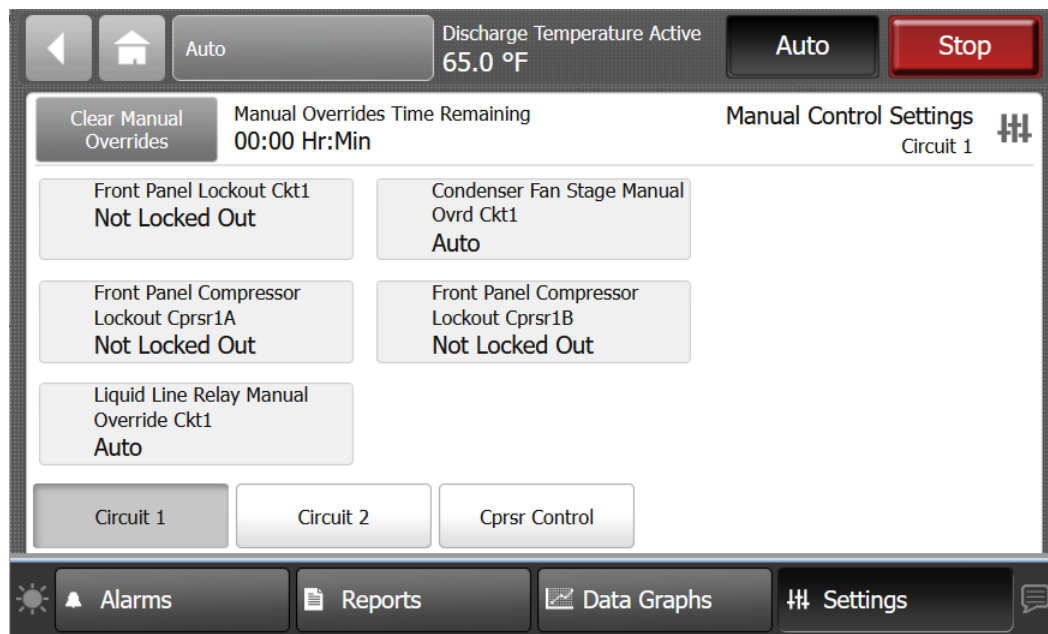 Auto
Discharge Temperature Active
65.0 °F
Auto
Stop
Clear Manual
Overrides
Manual Overrides Time Remaining
00:00 Hr:Min
Manual Control Settings
Circuit 1
Front Panel Lockout Ckt1
Not Locked Out
Condenser Fan Stage Manual
Ovrd Ckt1
Auto
Front Panel Compressor
Lockout Cprsr1A
Not Locked Out
Front Panel Compressor
Lockout Cprsr1B
Not Locked Out
Liquid Line Relay Manual
Override Ckt1
Auto
Circuit 1
Circuit 2
Cprsr Control
Alarms
Reports
Data Graphs
Settings